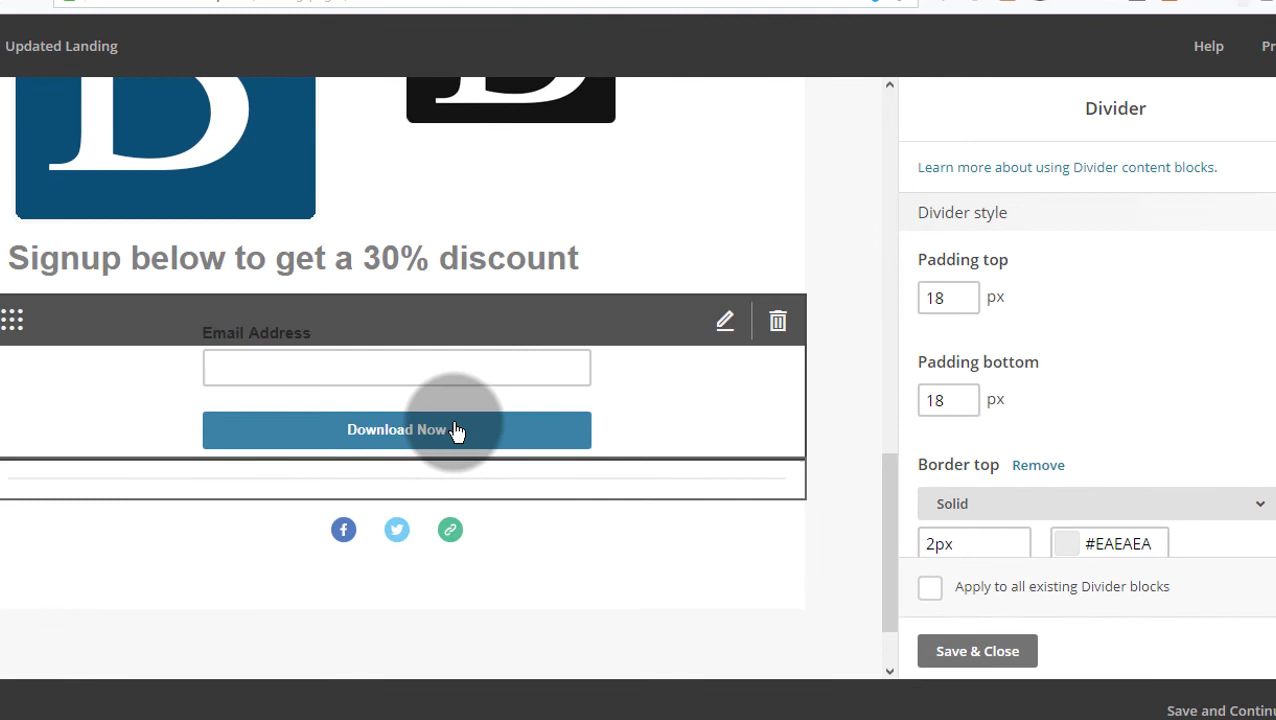 Updated Landing
Help
B
B
Divider
Learn more about using Divider content blocks.
Divider style
Signup below to get a 30% discount
Padding top
18 px
Email Address
Padding bottom
18 px
Download Now
Border top Remove
Solid
2px #EAEAEA
f
Apply to all existing Divider blocks
Save & Close